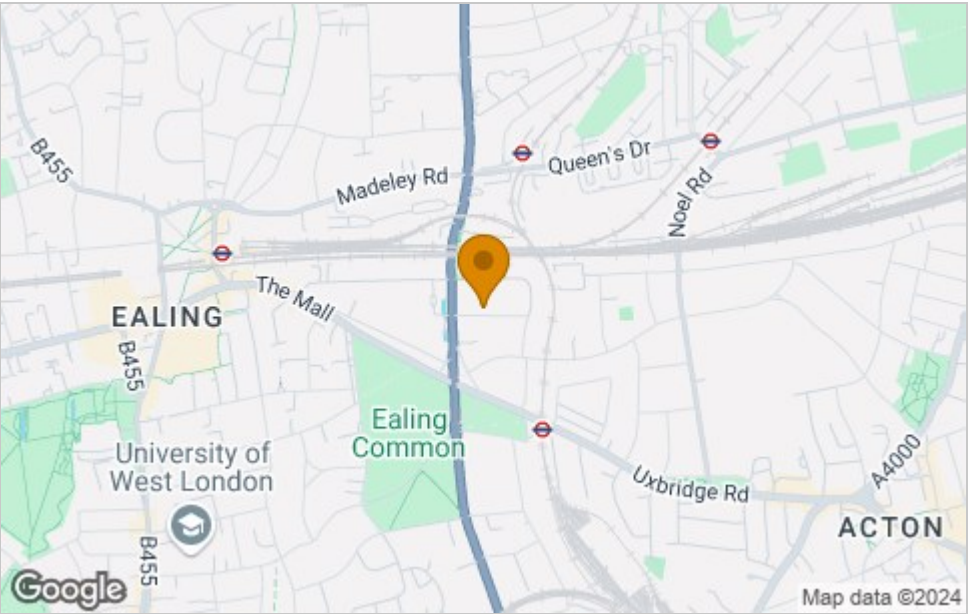 B455
Madeley Rd
Queen's Dr
Noel Rd
The Mall
EALING
B455
Ealing
Common
University of
West London
Uxbridge Rd
A4000
ACTON
B455
Google
Map data ©2024